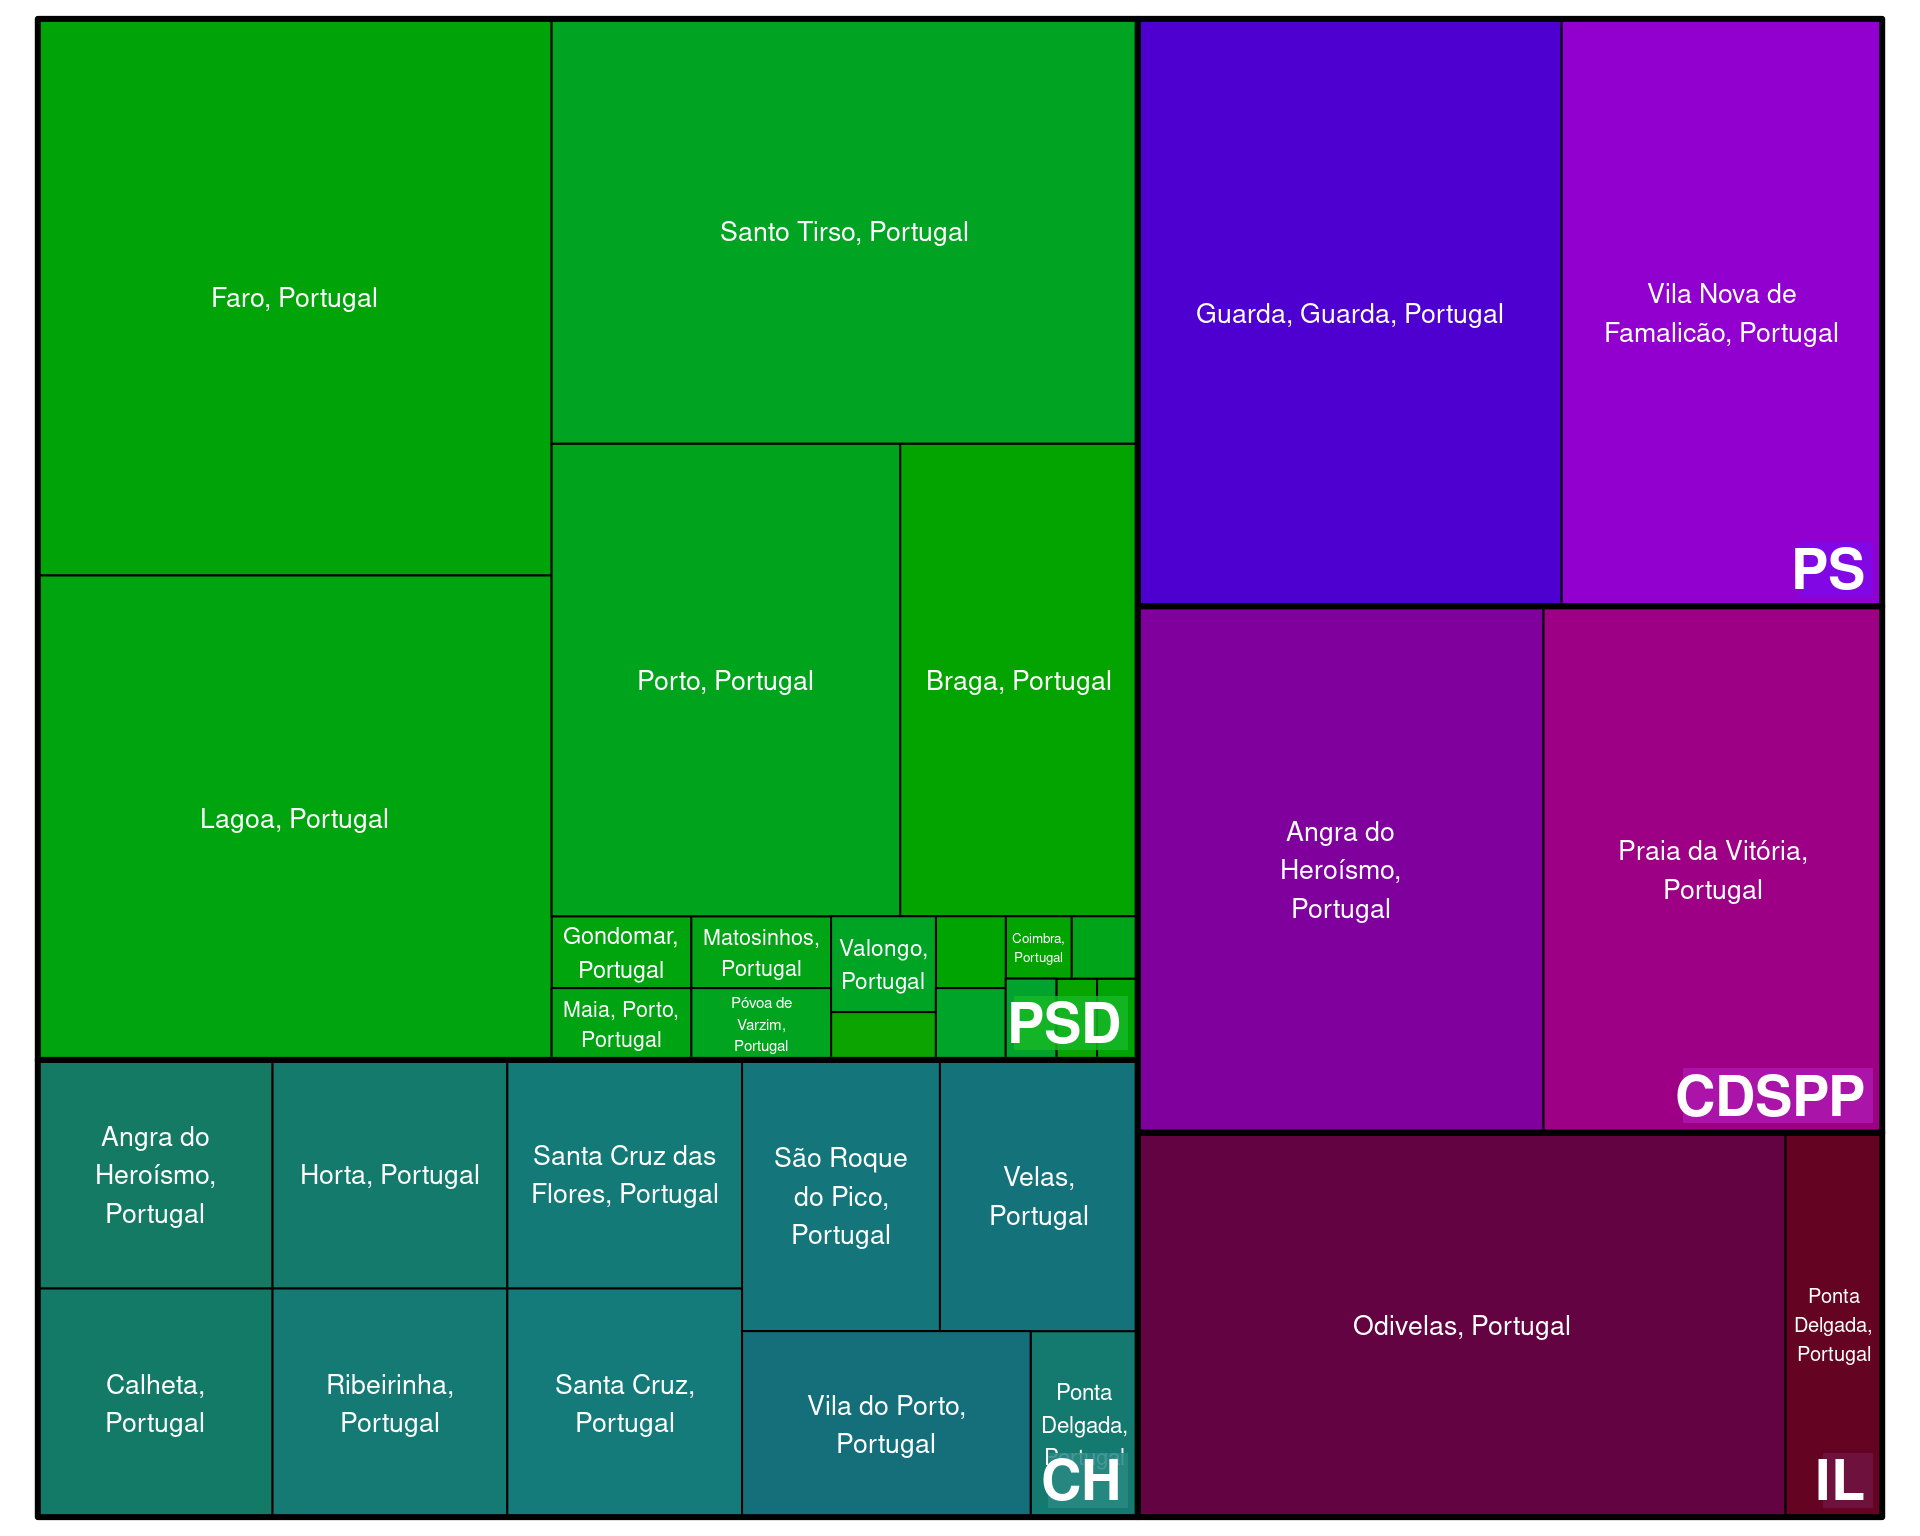 Faro, Portugal
Santo Tirso, Portugal
Lagoa, Portugal
Porto, Portugal
Braga, Portugal
Gondomar,
Portugal
Matosinhos,
Portugal
Valongo,
Portugal
Coimbra,
Portugal
Maia, Porto,
Portugal
Póvoa de
Varzim,
Portugal
PSD
Guarda, Guarda, Portugal
Vila Nova de
Famalicão, Portugal
PS
Angra do
Heroísmo,
Portugal
Praia da Vitória,
Portugal
CDSPP
Angra do
Heroísmo,
Portugal
Horta, Portugal
Santa Cruz das
Flores, Portugal
São Roque
do Pico,
Portugal
Velas,
Portugal
Calheta,
Portugal
Ribeirinha,
Portugal
Santa Cruz,
Portugal
Vila do Porto,
Portugal
Ponta
Delgada,
Portugal
CH
Odivelas, Portugal
Ponta
Delgada,
Portugal
IL